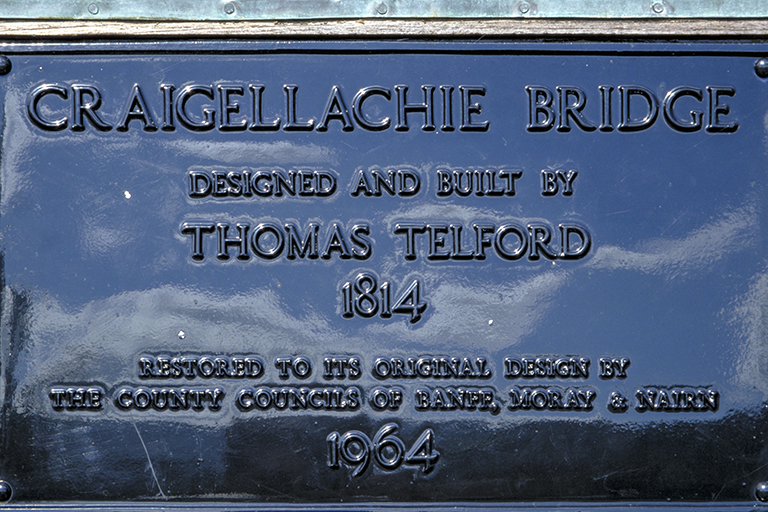 CRAIGELLACHIE BRIDGE
DESIGNED AND BUILT BY
THOMAS TELFORD
1814
RESTORED TO ITS ORIGINAL DESIGN BY
THE COUNTY COUNCILS OF BANFF, MORAY & NAIRN
1964